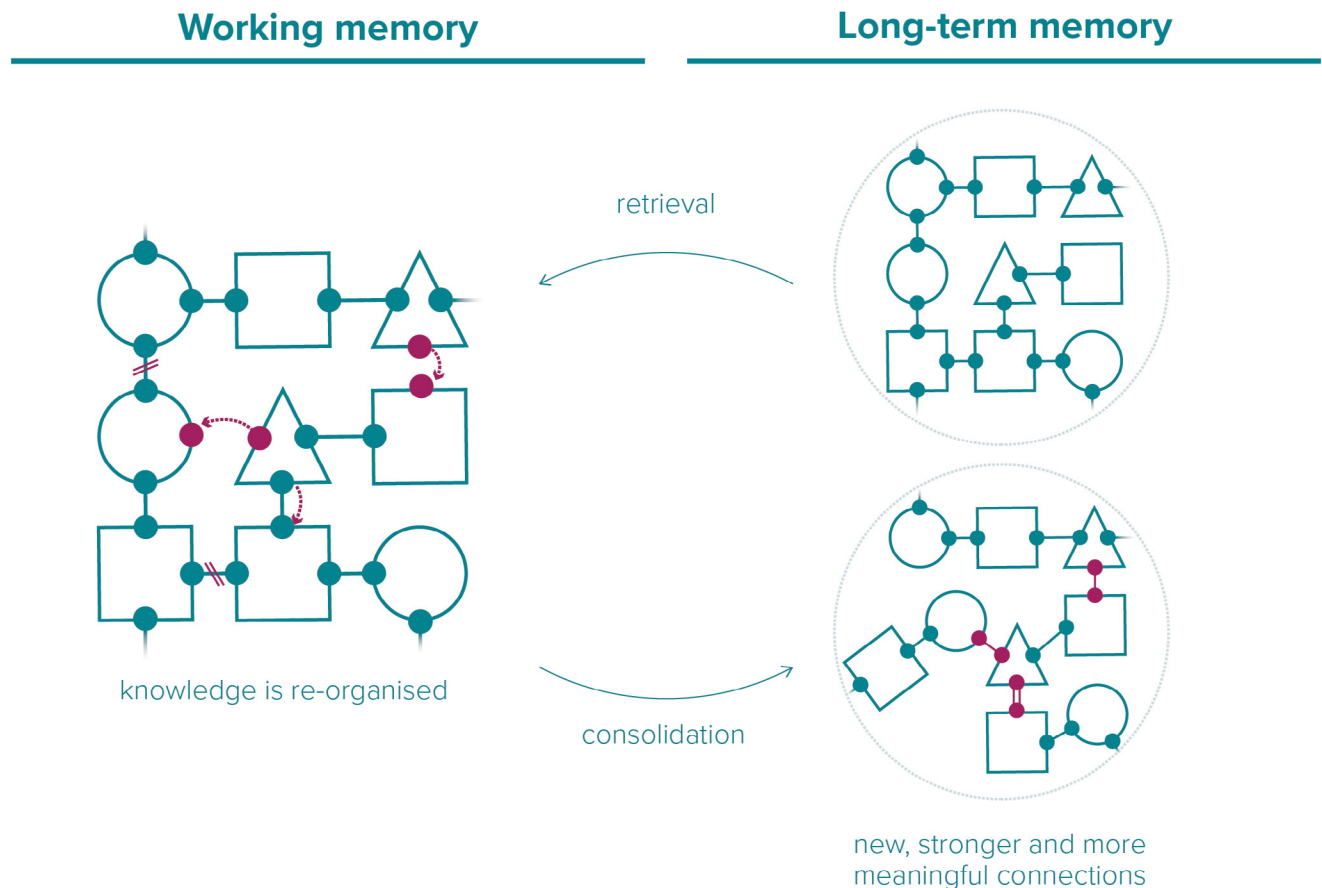 Working memory
Long-term memory
retrieval
knowledge is re-organised
consolidation
new, stronger and more
meaningful connections